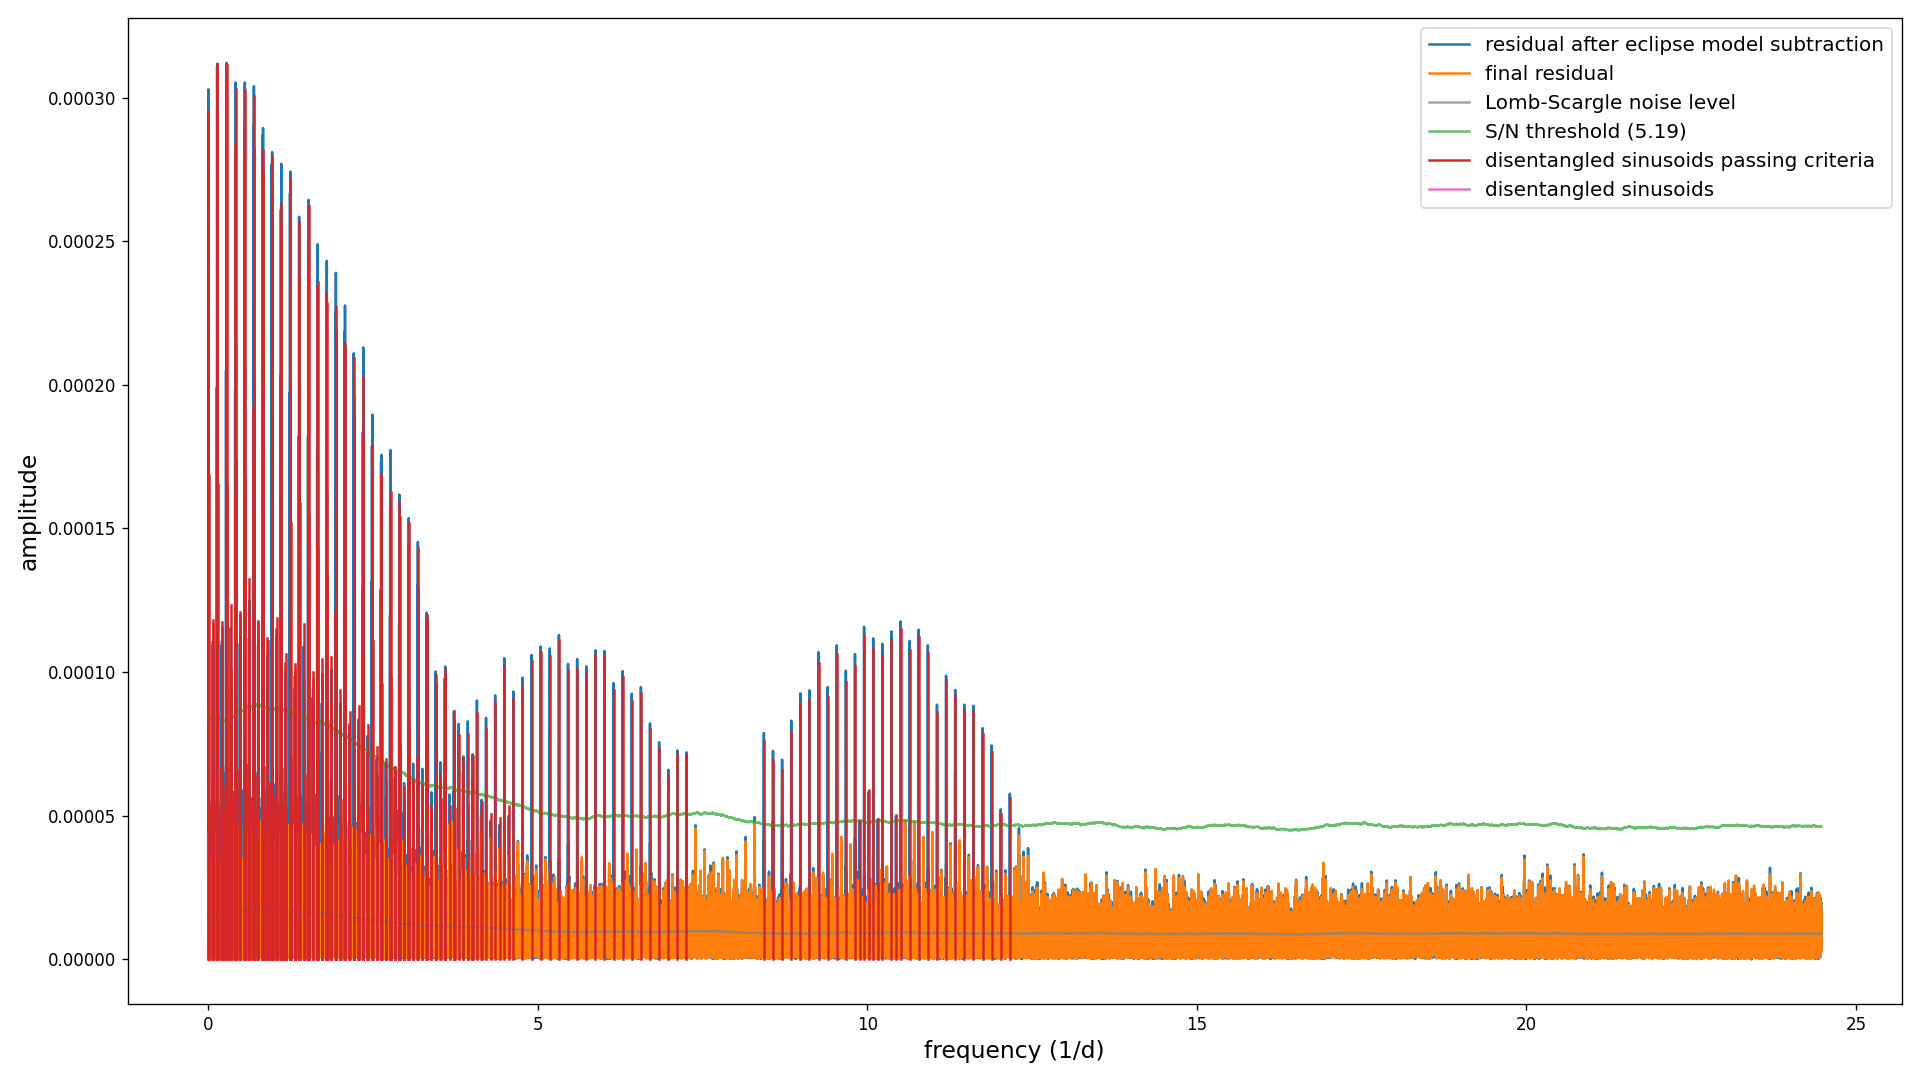 residual after eclipse model subtraction
final residual
Lomb-Scargle noise level
S/N threshold (5.19)
disentangled sinusoids passing criteria
disentangled sinusoids
0.00030
0.00025
0.00020
0.00015
0.00010
0.00005
0.00000
amplitude
0 5 10 15 20 25
frequency (1/d)